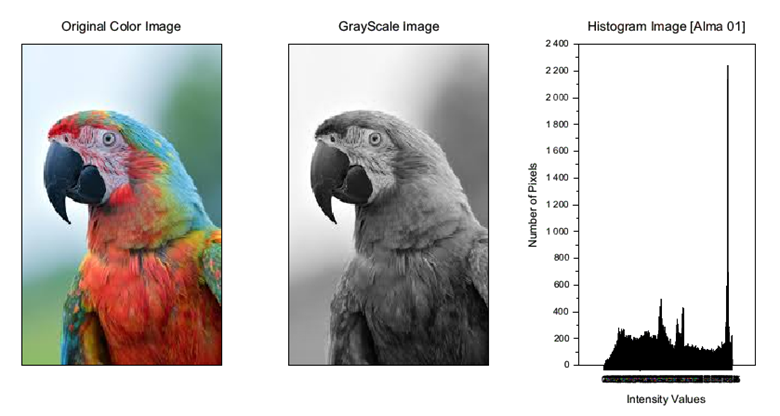 Original Color Image
GrayScale Image
Histogram Image [Alma 01]
2 400
2 200
2 000
1 800
1 600
1 400
1 200
1 000
800
600
400
200
0
Number of Pixels
Intensity Values